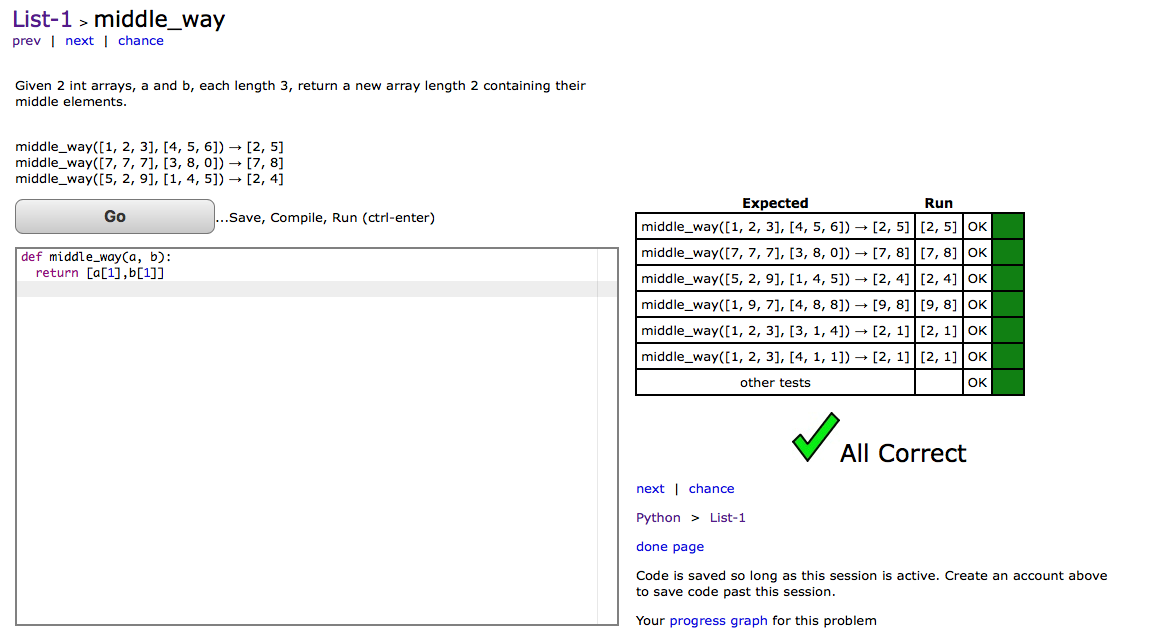 List-1 > middle_way
prev | next | chance
Given 2 int arrays, a and b, each length 3, return a new array length 2 containing their
middle elements.
middle_way([1, 2, 3], [4, 5, 6]) → [2, 5]
middle_way([7, 7, 7], [3, 8, 0]) → [7, 8]
middle_way([5, 2, 9], [1, 4, 5]) → [2, 4]
Go ...Save, Compile, Run (ctrl-enter)
def middle_way(a, b):
  return [a[1],b[1]]
Expected Run
middle_way([1, 2, 3], [4, 5, 6]) → [2, 5] [2, 5] OK
middle_way([7, 7, 7], [3, 8, 0]) → [7, 8] [7, 8] OK
middle_way([5, 2, 9], [1, 4, 5]) → [2, 4] [2, 4] OK
middle_way([1, 9, 7], [4, 8, 8]) → [9, 8] [9, 8] OK
middle_way([1, 2, 3], [3, 1, 4]) → [2, 1] [2, 1] OK
middle_way([1, 2, 3], [4, 1, 1]) → [2, 1] [2, 1] OK
other tests OK
All Correct
next | chance
Python > List-1
done page
Code is saved so long as this session is active. Create an account above
to save code past this session.
Your progress graph for this problem